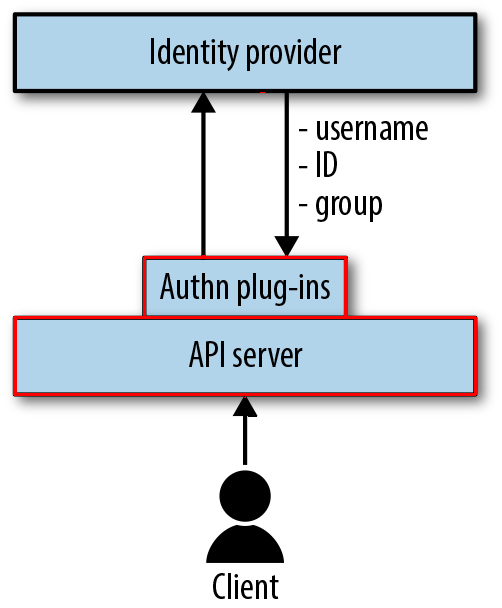 Identity provider
- username
- ID
- group
Authn plug-ins
API server
Client